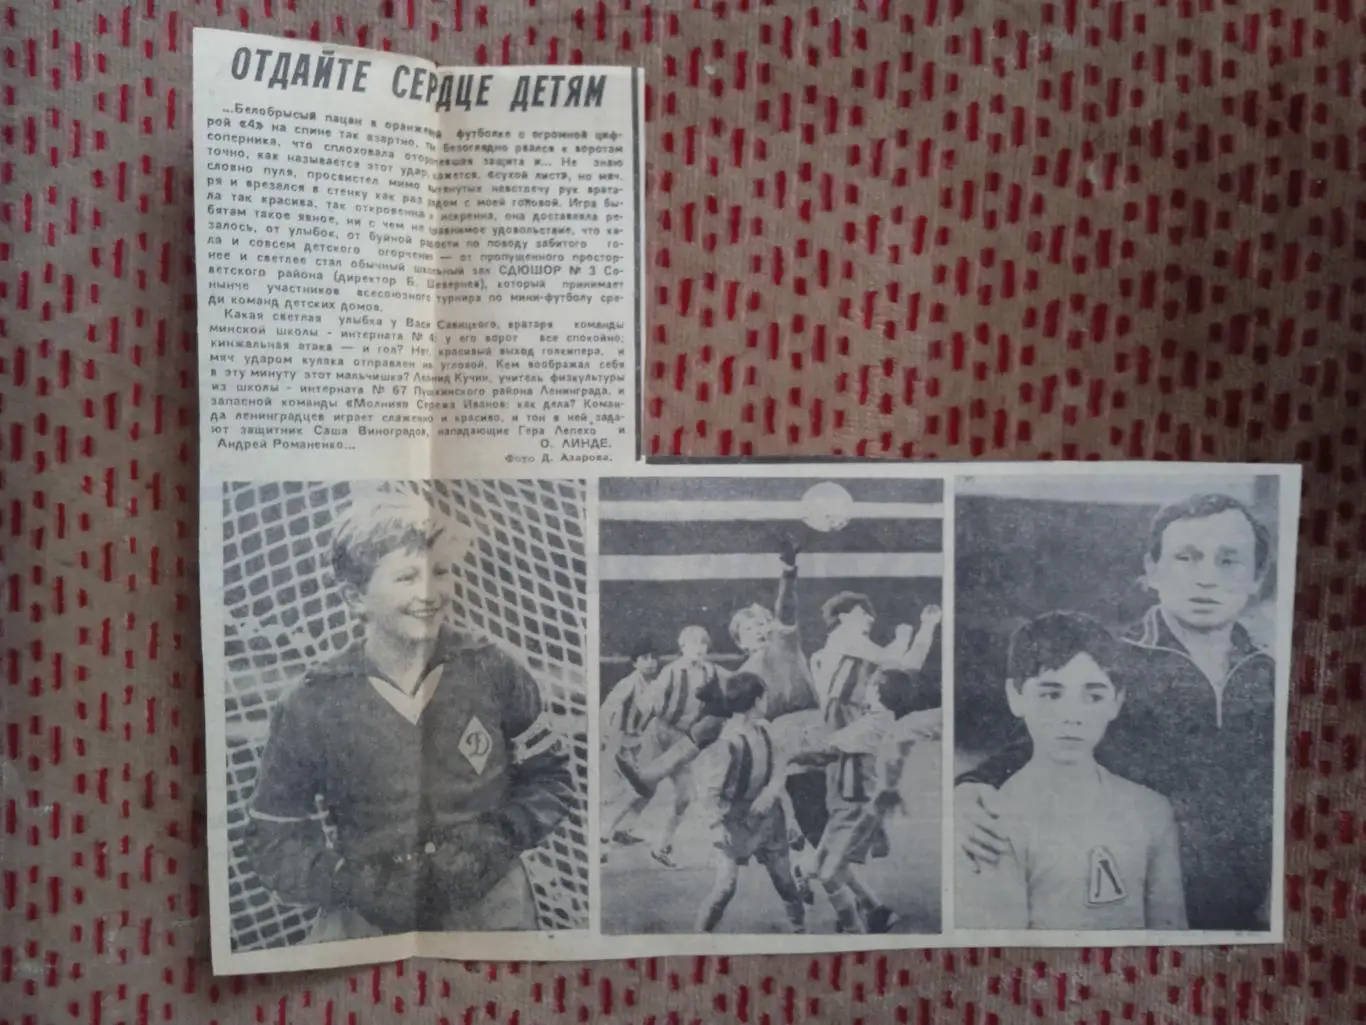 ОТДАЙТЕ СЕРДЦЕ ДЕТЯМ
...Белобрысый пацан в оранжевой футболке с огромной циф-
рой «4» на спине так азартно, безоглядно рвался к воротам
соперника, что сплоховала оторопевшая защита и... Не знаю
точно, как называется этот удар, кажется, «сухой лист», но мяч,
словно пуля, просвистел мимо вытянутых навстречу рук врата-
ря и врезался в стенку как раз рядом с моей головой. Игра бы-
ла так красива, так откровенна и искренна, она доставляла ре-
бятам такое явное, ни с чем не сравнимое удовольствие, что ка-
залось, от улыбок, от буйной радости по поводу забитого го-
ла и совсем детского огорчения — от пропущенного простор-
нее и светлее стал обычный школьный зал СДЮШОР № 3 Со-
ветского района (директор Б. Шевернев), который принимает
нынче участников всесоюзного турнира по мини-футболу сре-
ди команд детских домов.
Какая светлая улыбка у Васи Савицкого, вратаря команды
минской школы - интерната № 4: у его ворот все спокойно;
кинжальная атака — и гол? Нет, красивый выход голкипера, и
мяч ударом кулака отправлен на угловой. Кем воображал себя
в эту минуту этот мальчишка? Леонид Кучин, учитель физкультуры
из школы - интерната № 67 Пушкинского района Ленинграда, и
запасной команды «Молния» Сережа Иванов: как дела? Коман-
да ленинградцев играет слаженно и красиво, и тон в ней зада-
ют защитник Саша Виноградов, нападающие Гера Лепехо и
Андрей Романенко...
О. ЛИНДЕ.
Фото Д. Азарова.
Д
Л